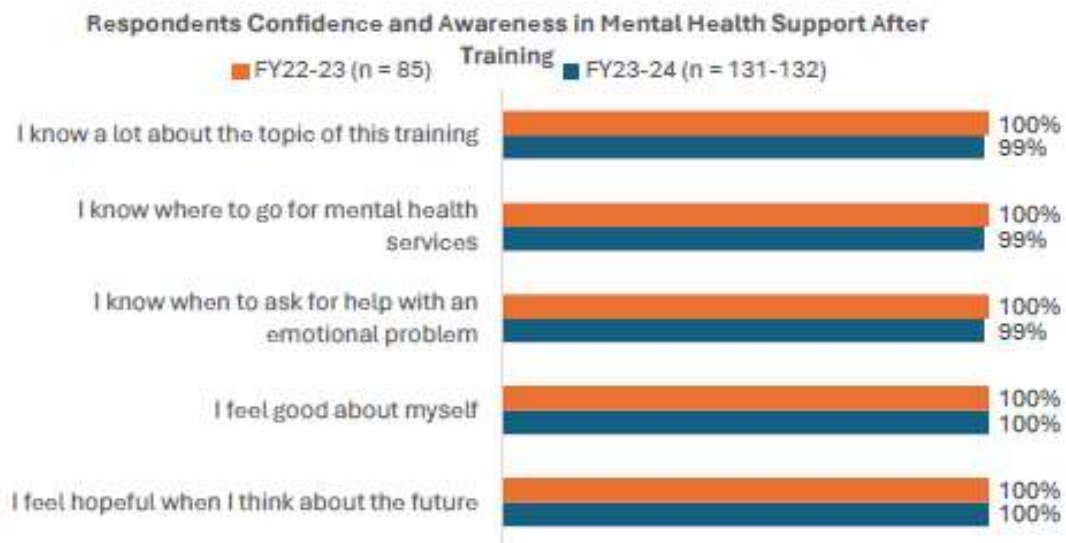 Respondents Confidence and Awareness in Mental Health Support After
Training
FY22-23 (n = 85)
FY23-24 (n = 131-132)
I know a lot about the topic of this training
100%
99%
I know where to go for mental health
services
100%
99%
I know when to ask for help with an
emotional problem
100%
99%
I feel good about myself
100%
100%
I feel hopeful when I think about the future
100%
100%